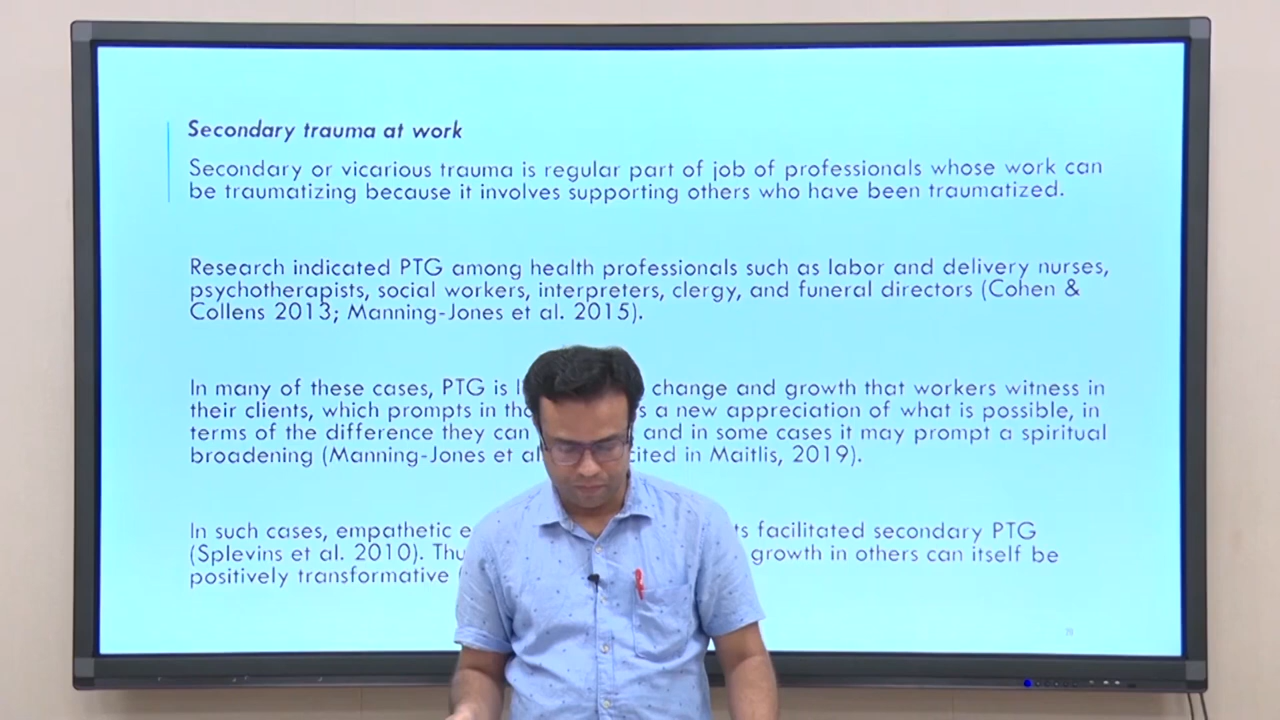 Secondary trauma at work
Secondary or vicarious trauma is regular part of job of professionals whose work can
be traumatizing because it involves supporting others who have been traumatized.
Research indicated PTG among health professionals such as labor and delivery nurses,
psychotherapists, social workers, interpreters, clergy, and funeral directors (Cohen &
Collens 2013; Manning-Jones et al. 2015).
In many of these cases, PTG is change and growth that workers witness in
their clients, which prompts in a new appreciation of what is possible, in
terms of the difference they can and in some cases it may prompt a spiritual
broadening (Manning-Jones et in Maitlis, 2019).
In such cases, empathetic facilitated secondary PTG
(Splevins et al. 2010). growth in others can itself be
positively transformative